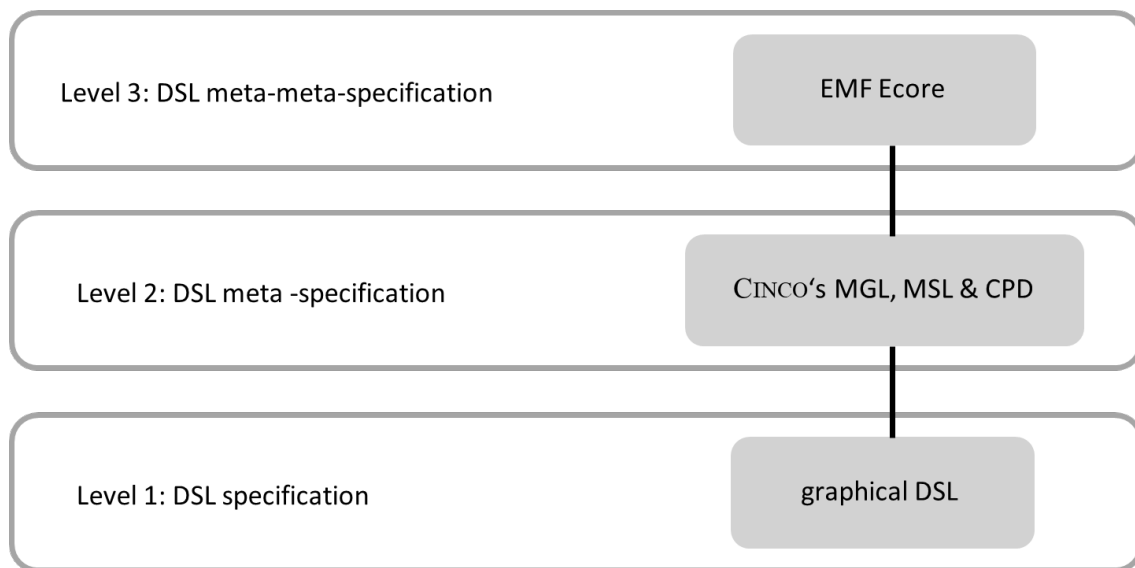 Level 3: DSL meta-meta-specification
EMF Ecore
Level 2: DSL meta -specification
CINCO‘s MGL, MSL & CPD
Level 1: DSL specification
graphical DSL